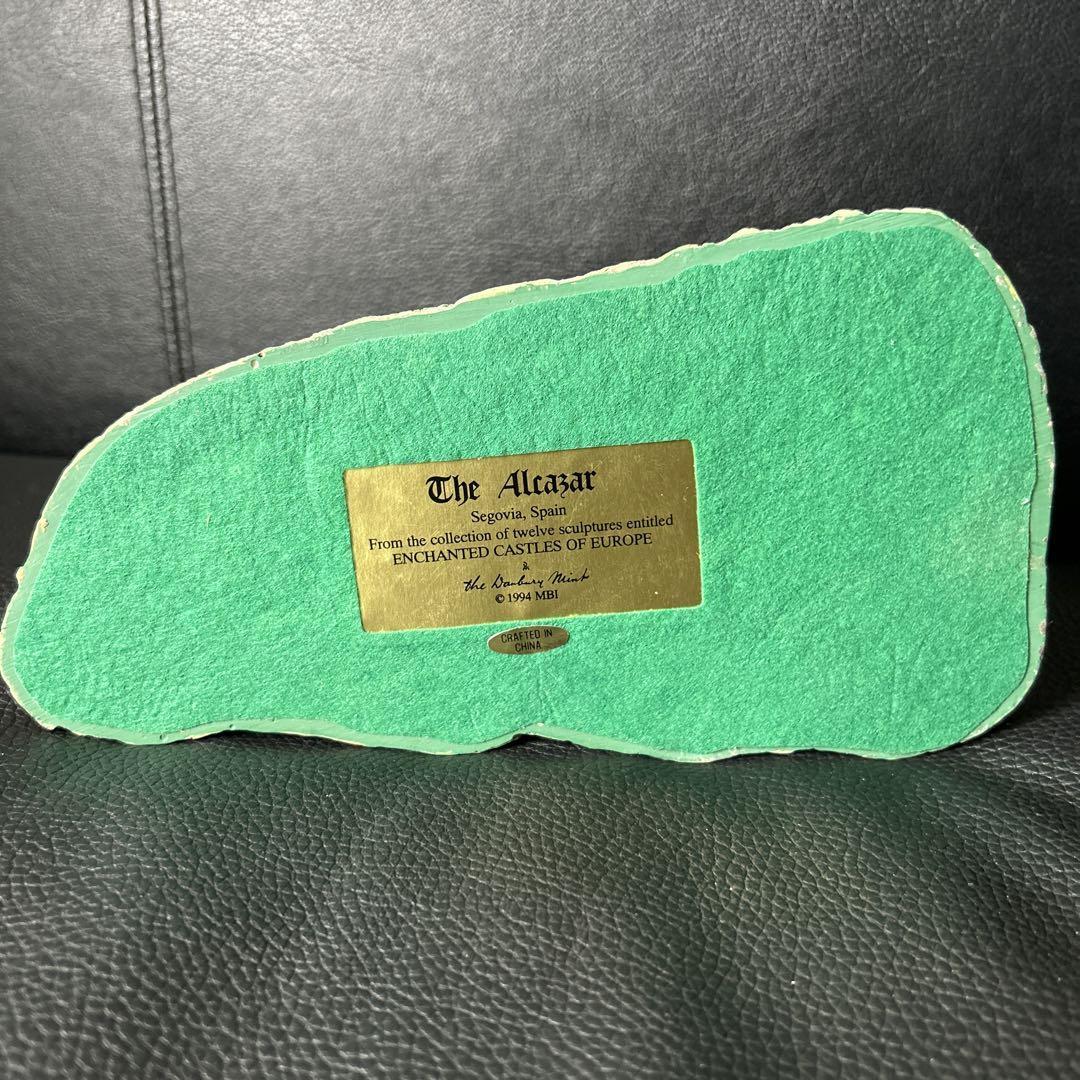 The Alcazar
Segovia, Spain
From the collection of twelve sculptures entitled
ENCHANTED CASTLES OF EUROPE
the Danbury Mint
© 1994 MBI
CRAFTED IN
CHINA